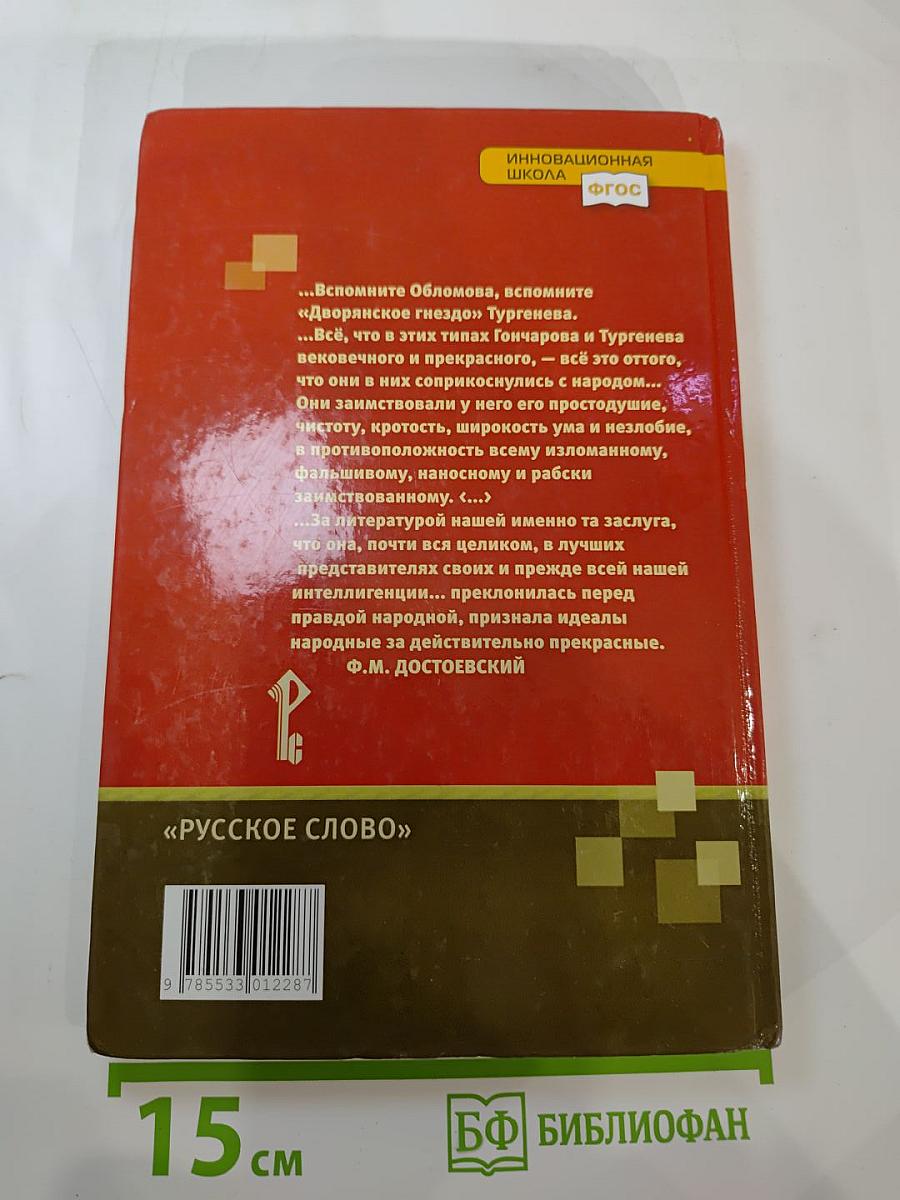 ИННОВАЦИОННАЯ
ШКОЛА
ФГОС
...Вспомните Обломова, вспомните
«Дворянское гнездо» Тургенева.
...Всё, что в этих типах Гончарова и Тургенева
вековечного и прекрасного, — всё это оттого,
что они в них соприкоснулись с народом...
Они заимствовали у него его простодушие,
чистоту, кротость, широкость ума и незлобие,
в противоположность всему изломанному,
фальшивому, наносному и рабски
заимствованному. <...>
...За литературой нашей именно та заслуга,
что она, почти вся целиком, в лучших
представителях своих и прежде всей нашей
интеллигенции... преклонилась перед
правдой народной, признала идеалы
народные за действительно прекрасные.
Ф.М. ДОСТОЕВСКИЙ
Рс
«РУССКОЕ СЛОВО»
9 785533 012287
15 см
БФ БИБЛИОФАН